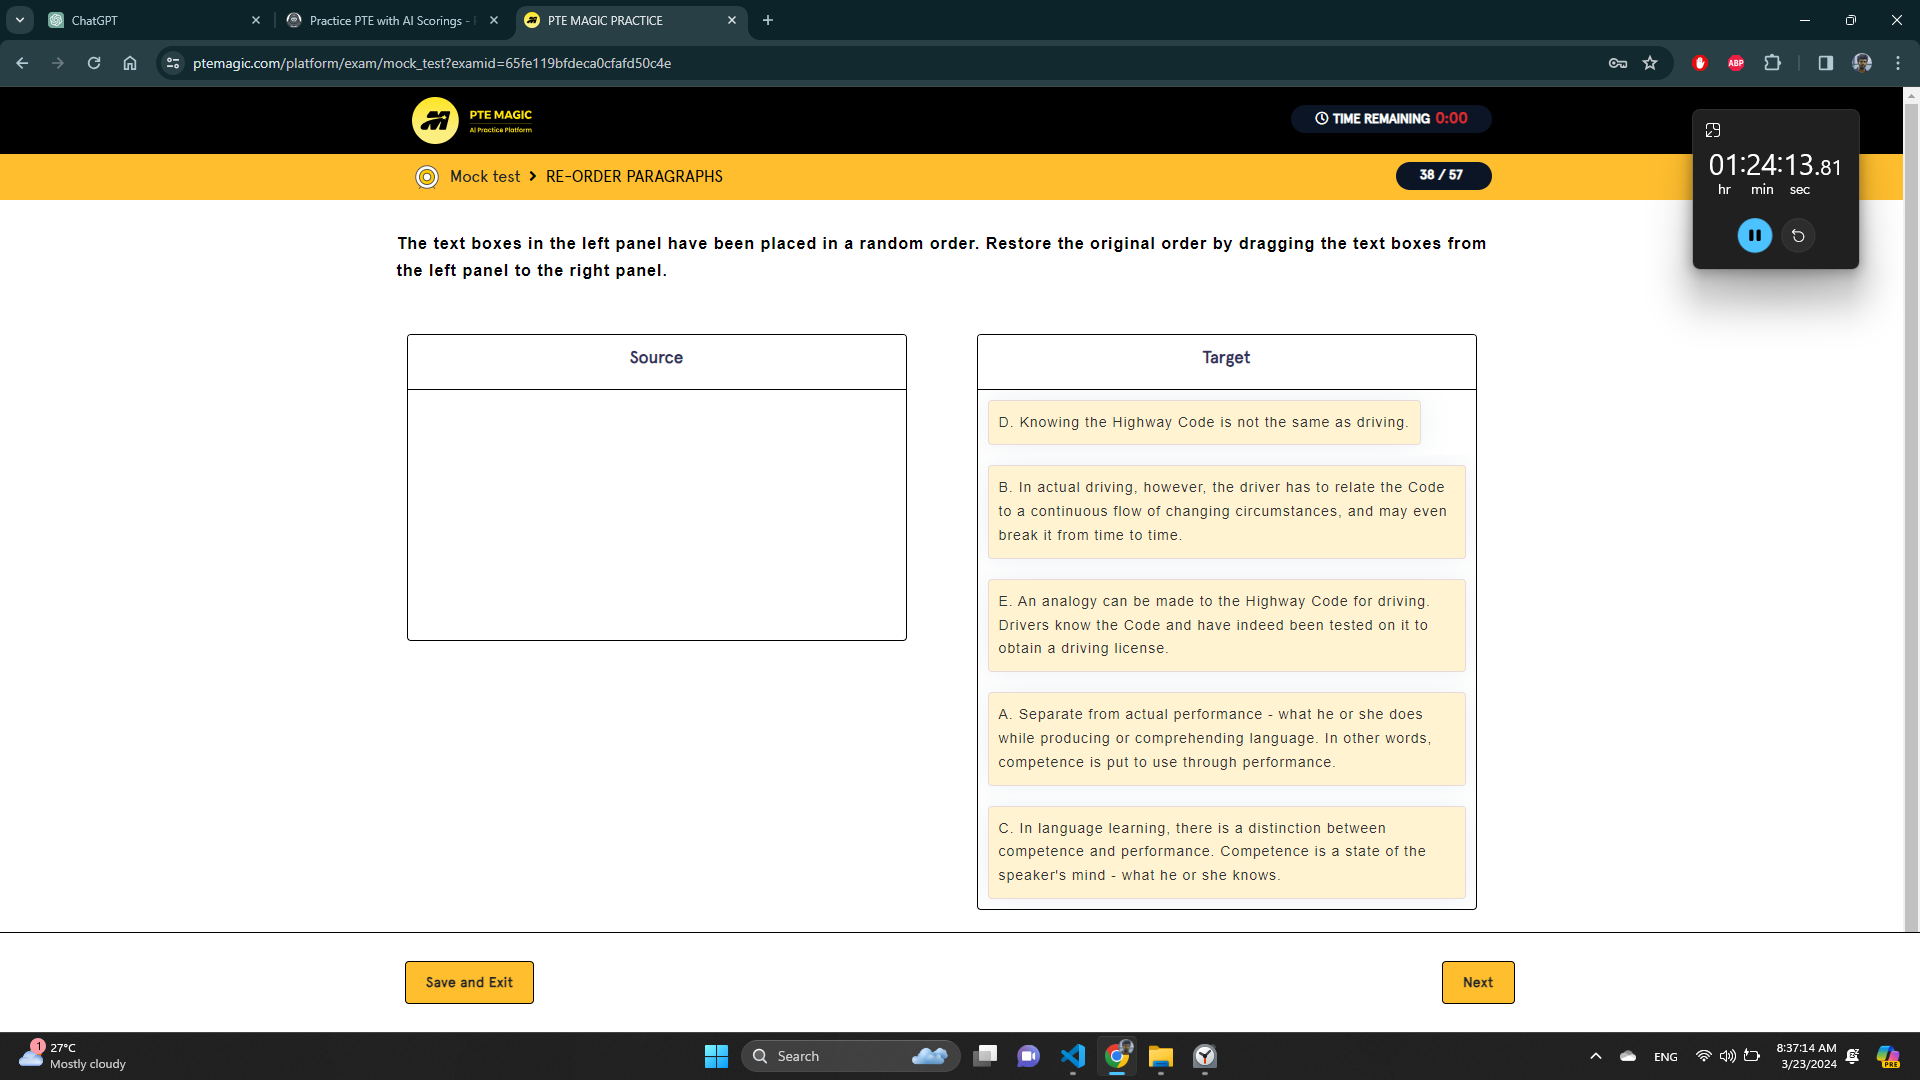 ChatGPT
Practice PTE with AI Scorings -
PTE MAGIC PRACTICE
ptemagic.com/platform/exam/mock_test?examid=65fe119bfdeca0cfafd50c4e
ABP
PTE MAGIC
AI Practice Platform
TIME REMAINING 0:00
01:24:13.81
hr min sec
Mock test > RE-ORDER PARAGRAPHS
38 / 57
The text boxes in the left panel have been placed in a random order. Restore the original order by dragging the text boxes from
the left panel to the right panel.
Source
Target
D. Knowing the Highway Code is not the same as driving.
B. In actual driving, however, the driver has to relate the Code
to a continuous flow of changing circumstances, and may even
break it from time to time.
E. An analogy can be made to the Highway Code for driving.
Drivers know the Code and have indeed been tested on it to
obtain a driving license.
A. Separate from actual performance - what he or she does
while producing or comprehending language. In other words,
competence is put to use through performance.
C. In language learning, there is a distinction between
competence and performance. Competence is a state of the
speaker's mind - what he or she knows.
Save and Exit
Next
1
27°C
Mostly cloudy
Search
ENG
8:37:14 AM
3/23/2024
PRE